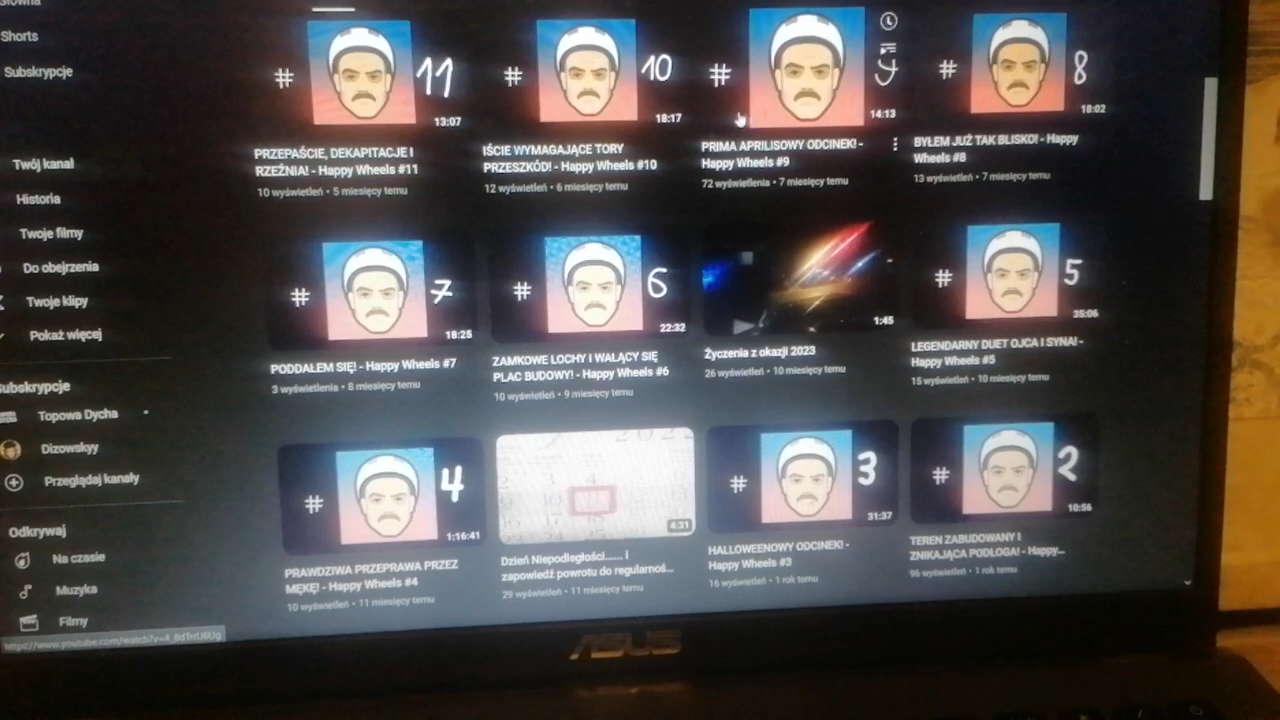 Główna
Shorts
Subskrypcje
Twój kanał
Historia
Twoje filmy
Do obejrzenia
Twoje klipy
Pokaż więcej
Subskrypcje
Topowa Dycha
Dizowskyy
Przeglądaj kanały
Odkrywaj
Na czasie
Muzyka
Filmy
# 11
13:07
PRZEPAŚCIE, DEKAPITACJE I
RZEŹNIA! - Happy Wheels #11
10 wyświetleń • 5 miesięcy temu
# 10
18:17
IŚCIE WYMAGAJĄCE TORY
PRZESZKÓD! - Happy Wheels #10
12 wyświetleń • 6 miesięcy temu
# 9
14:13
PRIMA APRILISOWY ODCINEK! -
Happy Wheels #9
72 wyświetlenia • 7 miesięcy temu
# 8
18:02
BYŁEM JUŻ TAK BLISKO! - Happy
Wheels #8
13 wyświetleń • 7 miesięcy temu
# 7
18:25
PODDAŁEM SIĘ! - Happy Wheels #7
3 wyświetlenia • 8 miesięcy temu
# 6
22:32
ZAMKOWE LOCHY I WALĄCY SIĘ
PLAC BUDOWY! - Happy Wheels #6
10 wyświetleń • 9 miesięcy temu
1:45
Życzenia z okazji 2023
26 wyświetleń • 10 miesięcy temu
# 5
35:06
LEGENDARNY DUET OJCA I SYNA! -
Happy Wheels #5
15 wyświetleń • 10 miesięcy temu
# 4
1:16:41
PRAWDZIWA PRZEPRAWA PRZEZ
MĘKĘ! - Happy Wheels #4
10 wyświetleń • 11 miesięcy temu
4:31
Dzień Niepodległości...... i
zapowiedź powrotu do regularnoś...
29 wyświetleń • 11 miesięcy temu
# 3
31:37
HALLOWEENOWY ODCINEK! -
Happy Wheels #3
16 wyświetleń • 1 rok temu
# 2
10:56
TEREN ZABUDOWANY I
ZNIKAJĄCA PODŁOGA! - Happy...
96 wyświetleń • 1 rok temu
ASUS